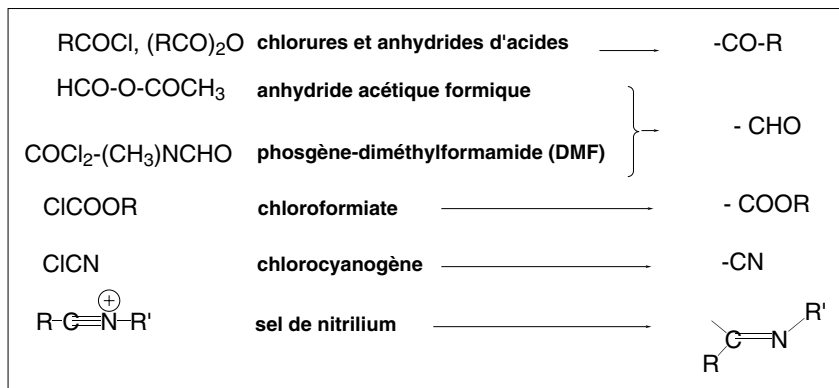 RCOCl, (RCO)₂O chlorures et anhydrides d'acides -CO-R
HCO-O-COCH₃ anhydride acétique formique
- CHO
COCl₂-(CH₃)NCHO phosgène-diméthylformamide (DMF)
ClCOOR chloroformiate - COOR
ClCN chlorocyanogène -CN
R-C≡N-R' + sel de nitrilium C=N R' R